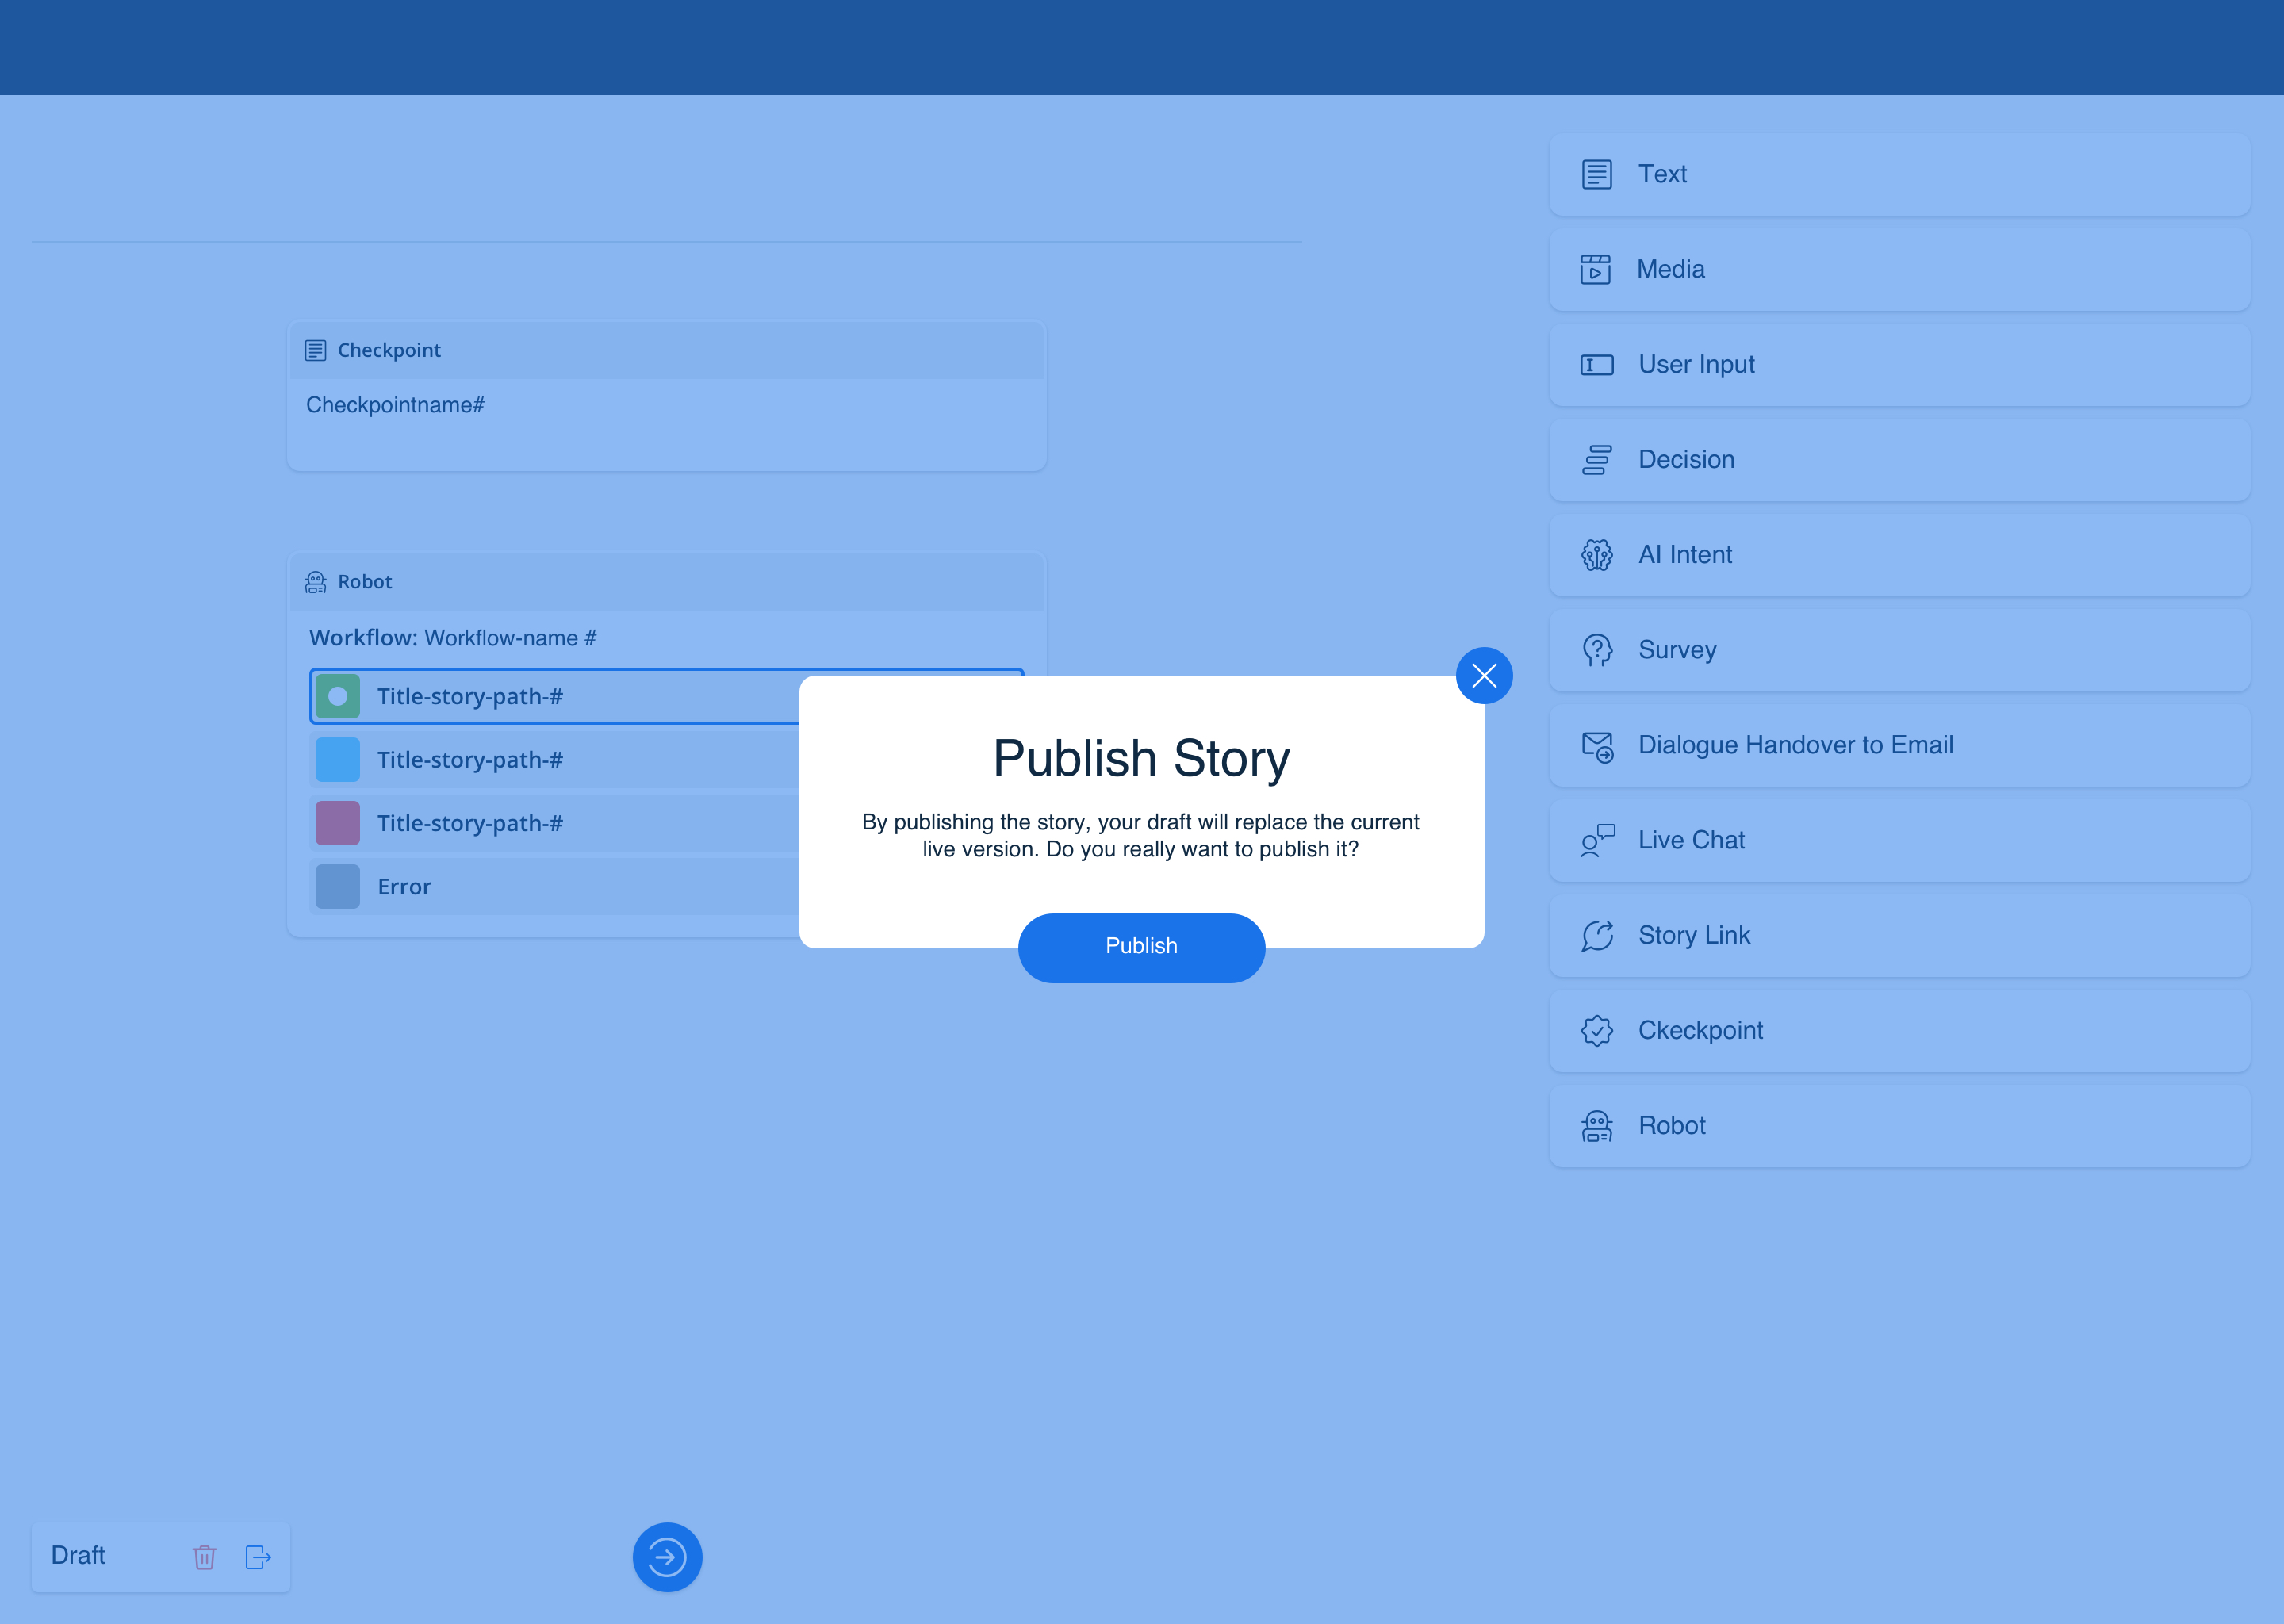 Checkpoint
Checkpointname#
Robot
Workflow: Workflow-name #
Title-story-path-#
Title-story-path-#
Title-story-path-#
Error
Publish Story
By publishing the story, your draft will replace the current
live version. Do you really want to publish it?
Publish
Text
Media
User Input
Decision
AI Intent
Survey
Dialogue Handover to Email
Live Chat
Story Link
Ckeckpoint
Robot
Draft